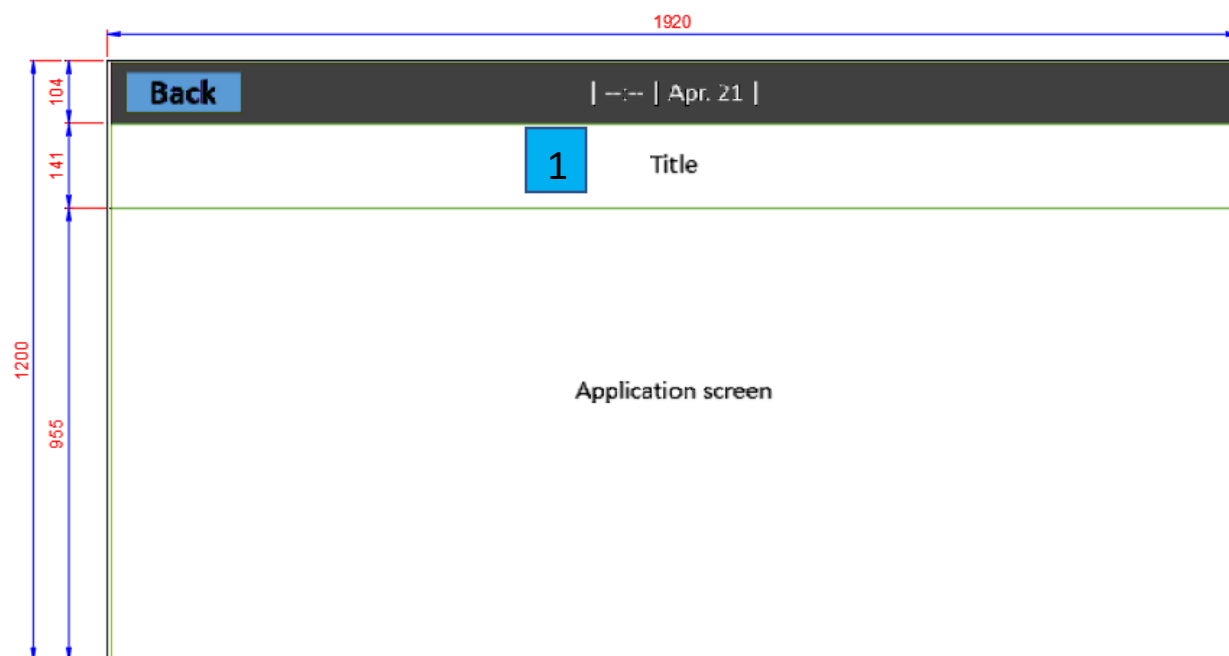 1920
104
Back
| --:-- | Apr. 21 |
141
1
Title
1200
Application screen
955